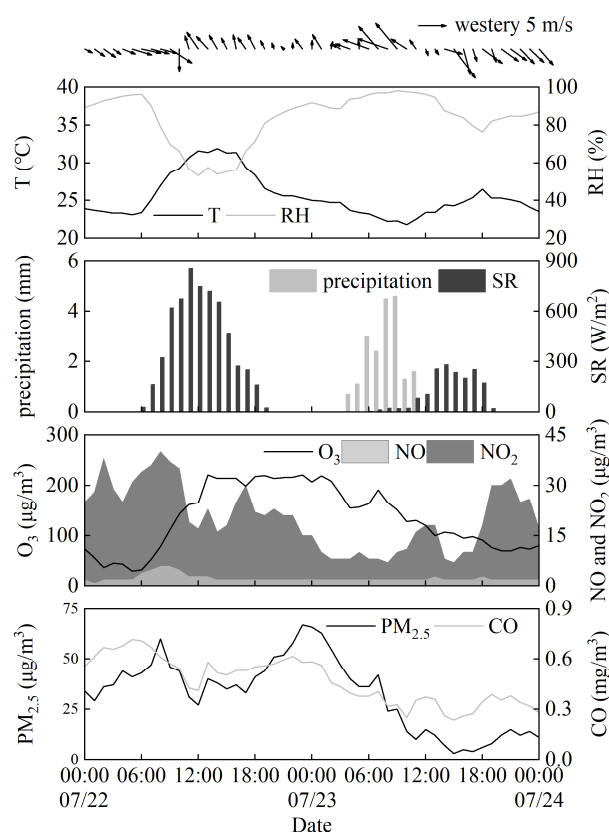 westery 5 m/s
40
35
30
25
20
T (°C)
T
RH
100
80
60
40
20
RH (%)
6
4
2
0
precipitation (mm)
precipitation
SR
900
600
300
0
SR (W/m²)
300
200
100
0
O₃ (μg/m³)
O₃
NO
NO₂
45
30
15
0
NO and NO₂ (μg/m³)
75
50
25
0
PM₂.₅ (μg/m³)
PM₂.₅
CO
0.9
0.6
0.3
0.0
CO (mg/m³)
00:00 06:00 12:00 18:00 00:00 06:00 12:00 18:00 00:00
07/22 07/23 07/24
Date